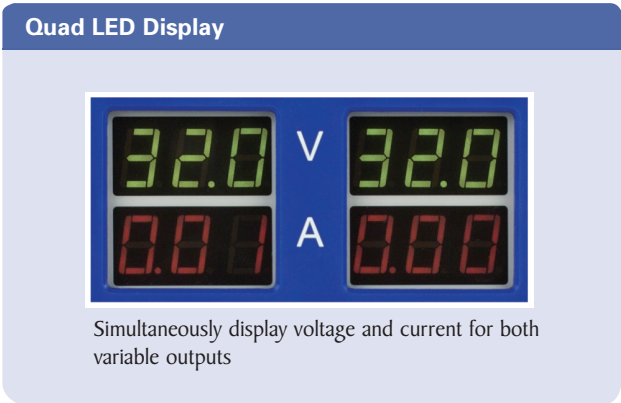 Quad LED Display
32.0 V 32.0
0.01 A 0.00
Simultaneously display voltage and current for both
variable outputs